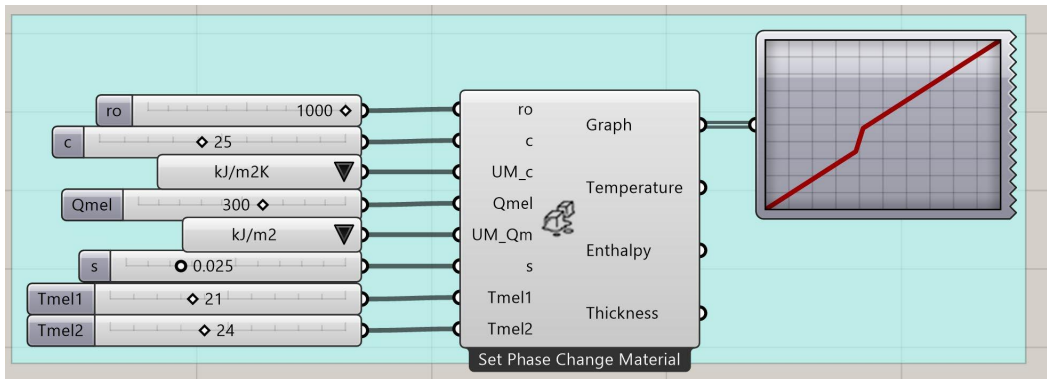 ro 1000
c 25
kJ/m2K
Qmel 300
kJ/m2
s 0.025
Tmel1 21
Tmel2 24
ro
c
UM_c
Qmel
UM_Qm
s
Tmel1
Tmel2
Graph
Temperature
Enthalpy
Thickness
Set Phase Change Material